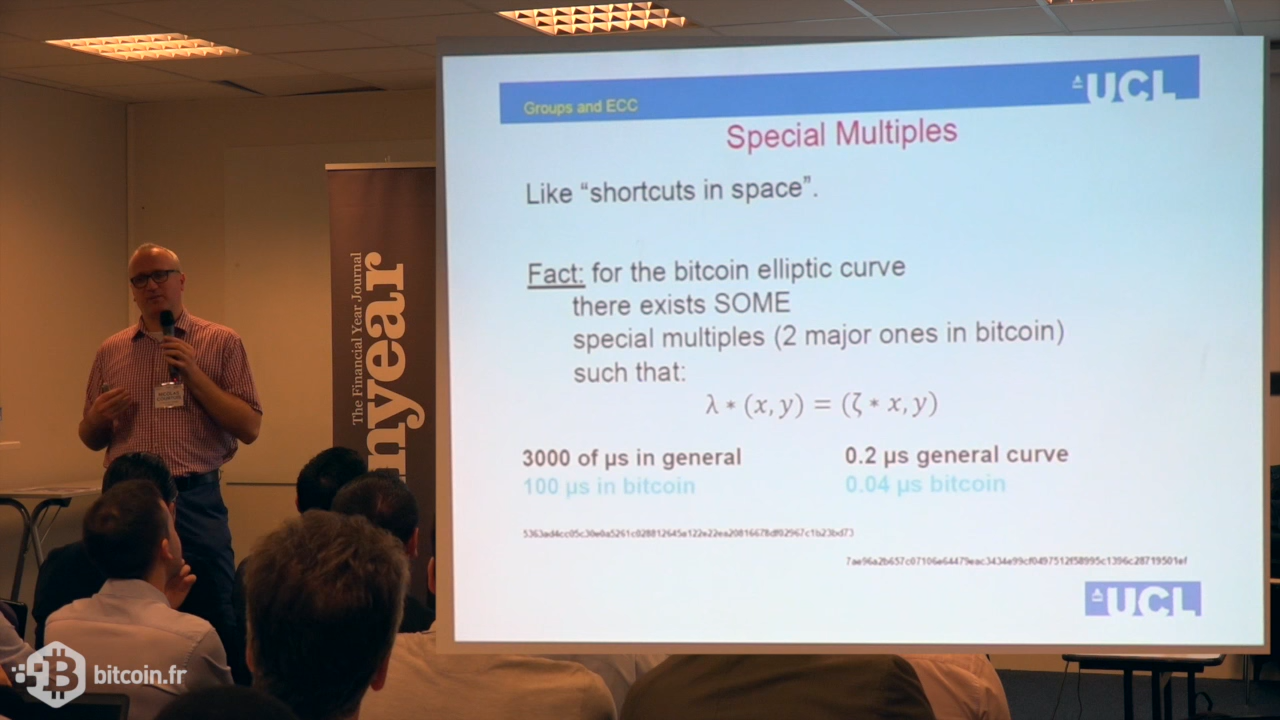 Groups and ECC
UCL
Special Multiples
Like “shortcuts in space”.
Fact: for the bitcoin elliptic curve
there exists SOME
special multiples (2 major ones in bitcoin)
such that:
λ ∗ (x, y) = (ζ ∗ x, y)
3000 of µs in general
0.2 µs general curve
100 µs in bitcoin
0.04 µs bitcoin
UCL
The Financial Year Journal
nyear
NICOLAS
bitcoin.fr